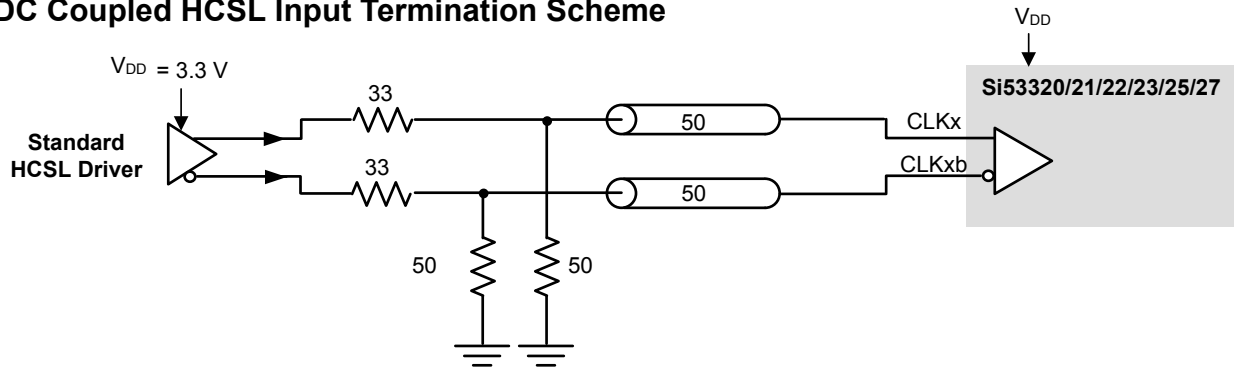 DC Coupled HCSL Input Termination Scheme
VDD
VDD = 3.3 V
Si53320/21/22/23/25/27
33
50
CLKx
Standard
HCSL Driver
33
CLKxb
50
50
50